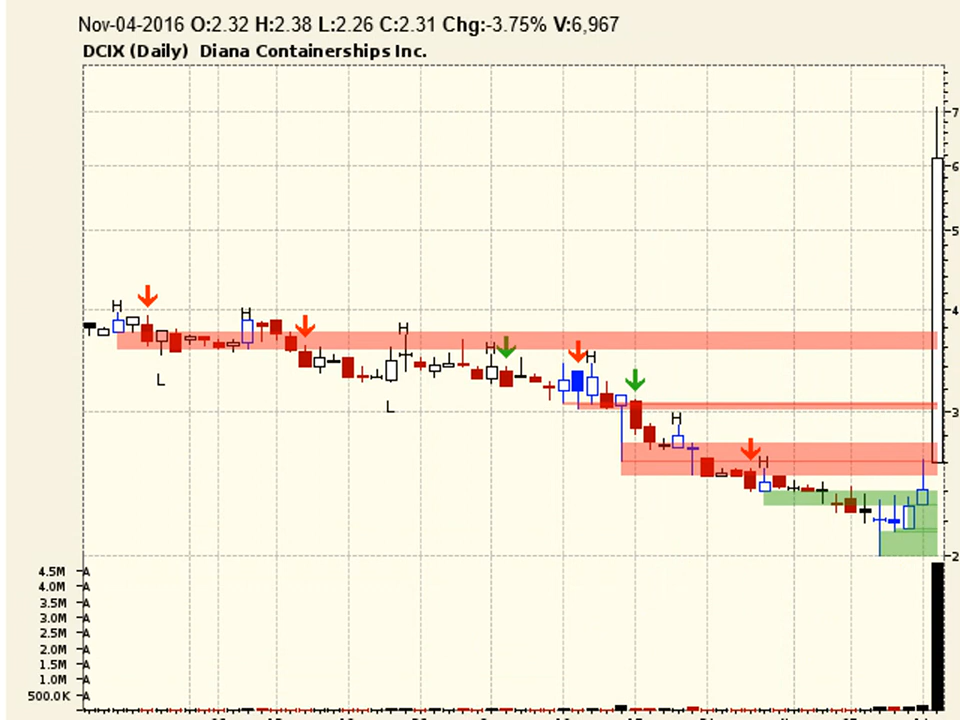 Nov-04-2016 O:2.32 H:2.38 L:2.26 C:2.31 Chg:-3.75% V:6,967
DCIX (Daily) Diana Containerships Inc.
7
6
5
4
3
2
H
H
H
H
H
H
H
L
L
4.5M
4.0M
3.5M
3.0M
2.5M
2.0M
1.5M
1.0M
500.0K